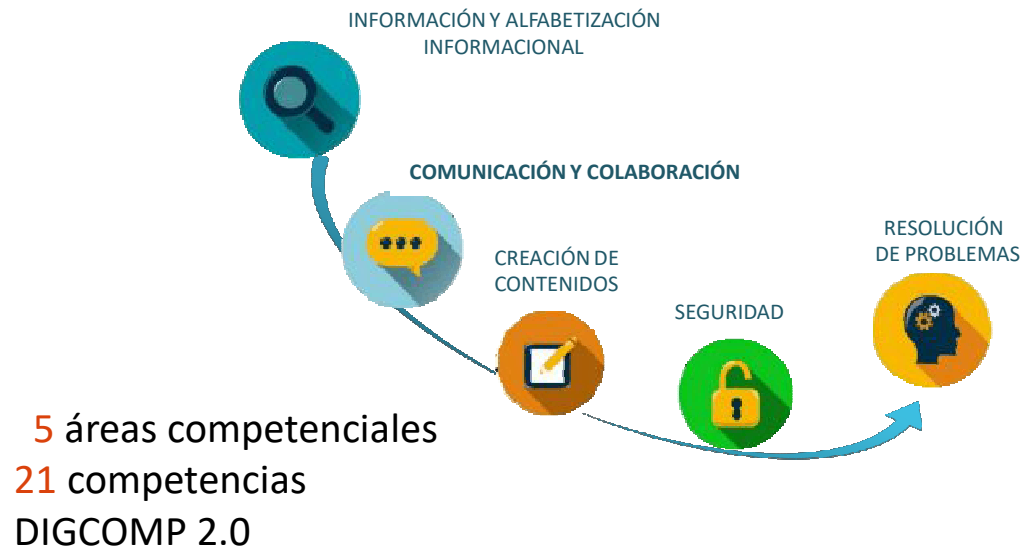 INFORMACIÓN Y ALFABETIZACIÓN
INFORMACIONAL
COMUNICACIÓN Y COLABORACIÓN
CREACIÓN DE
CONTENIDOS
SEGURIDAD
RESOLUCIÓN
DE PROBLEMAS
5 áreas competenciales
21 competencias
DIGCOMP 2.0